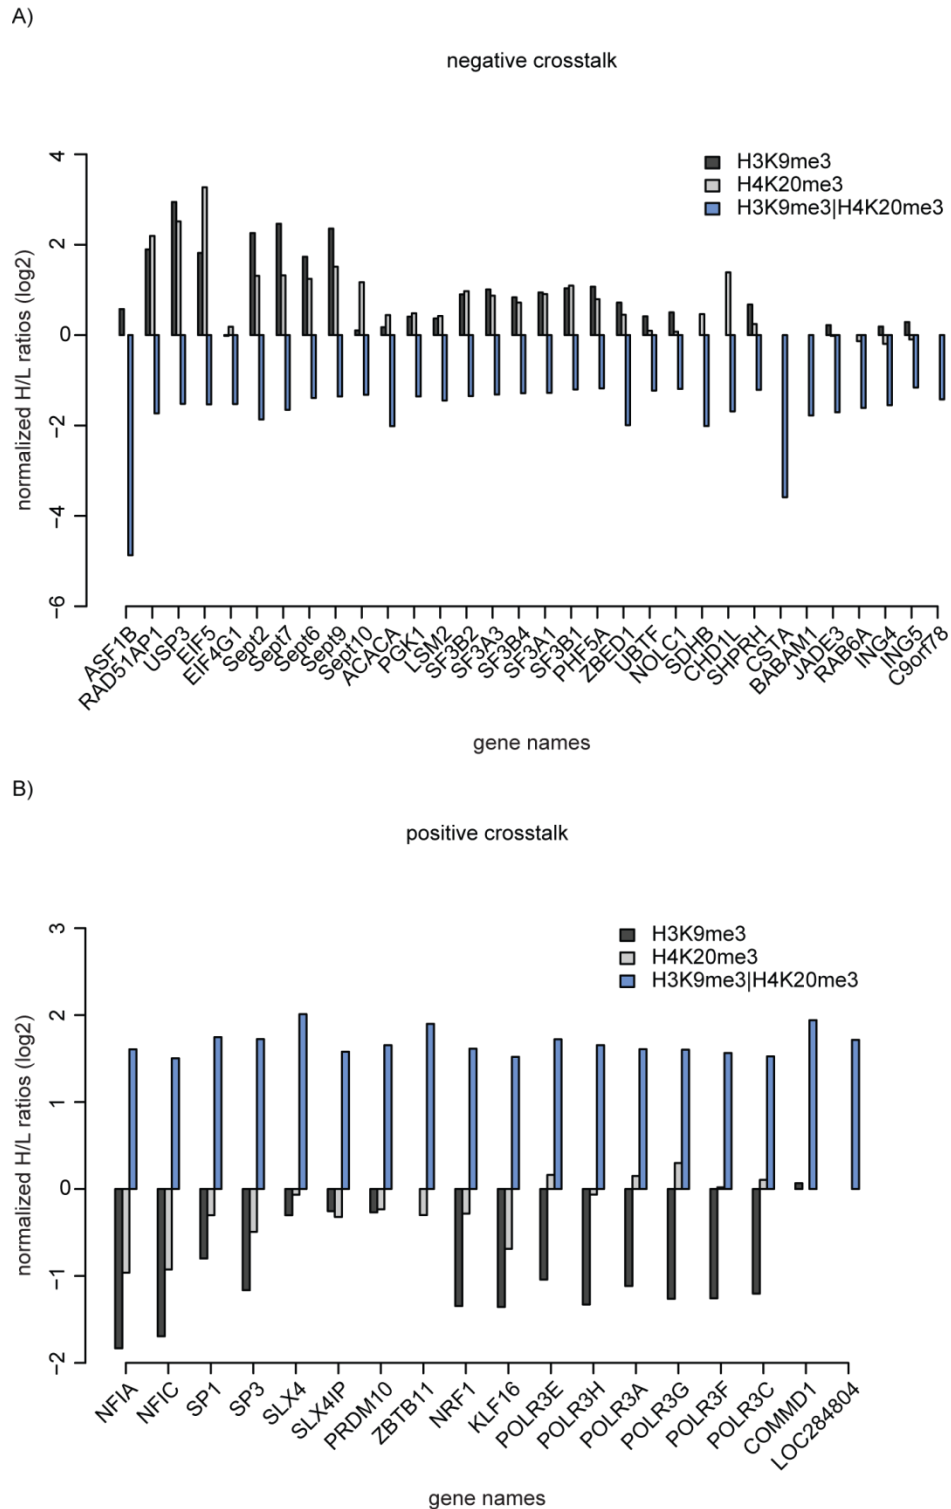 A)
negative crosstalk
H3K9me3
H4K20me3
H3K9me3|H4K20me3
normalized H/L ratios (log2)
4
2
0
−2
−4
−6
ASF1B
RAD51AP1
USP3
EIF5
EIF4G1
Sept2
Sept7
Sept6
Sept9
Sept10
ACACA
PGK1
LSM2
SF3B2
SF3A3
SF3B4
SF3A1
SF3B1
PHF5A
ZBED1
UBTF
NOLC1
SDHB
CHD1L
SHPRH
CSTA
BABAM1
JADE3
RAB6A
ING4
ING5
C9orf78
gene names
B)
positive crosstalk
H3K9me3
H4K20me3
H3K9me3|H4K20me3
normalized H/L ratios (log2)
3
2
1
0
−1
−2
NFIA
NFIC
SP1
SP3
SLX4
SLX4IP
PRDM10
ZBTB11
NRF1
KLF16
POLR3E
POLR3H
POLR3A
POLR3G
POLR3F
POLR3C
COMMD1
LOC284804
gene names